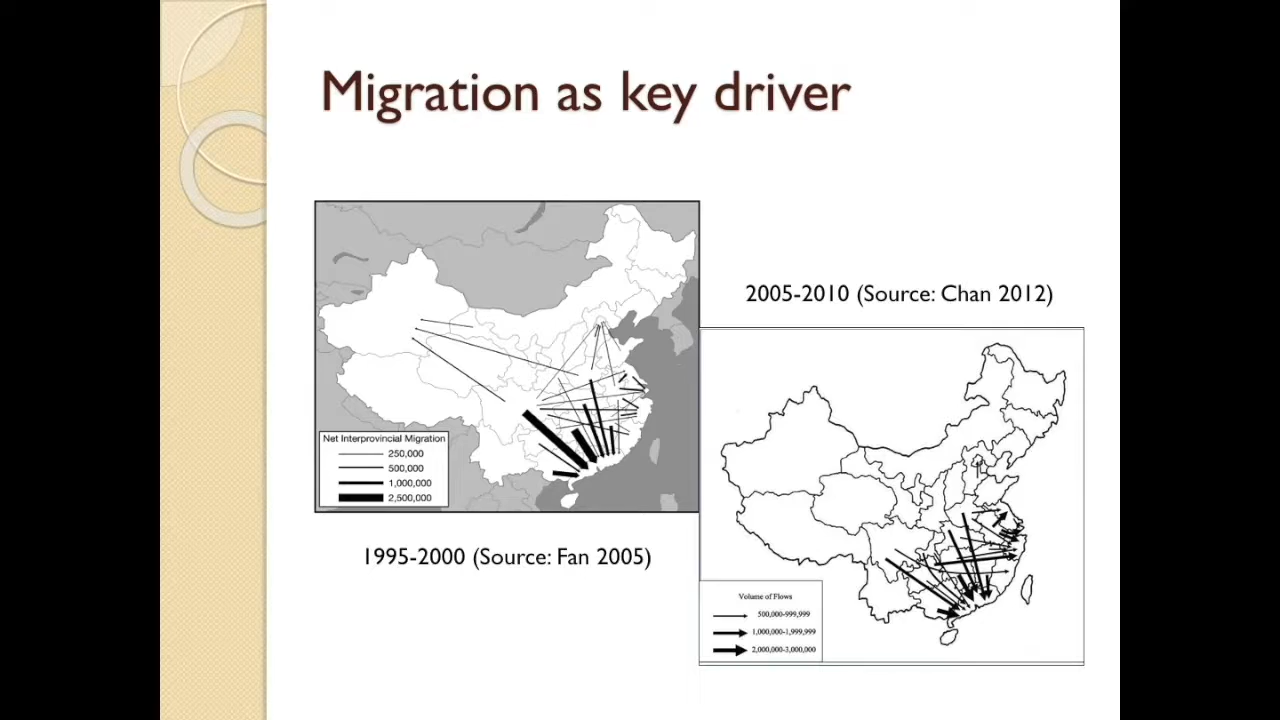 Migration as key driver
Net Interprovincial Migration
250,000
500,000
1,000,000
2,500,000
1995-2000 (Source: Fan 2005)
2005-2010 (Source: Chan 2012)
Volume of Flows
500,000-999,999
1,000,000-1,999,999
2,000,000-3,000,000